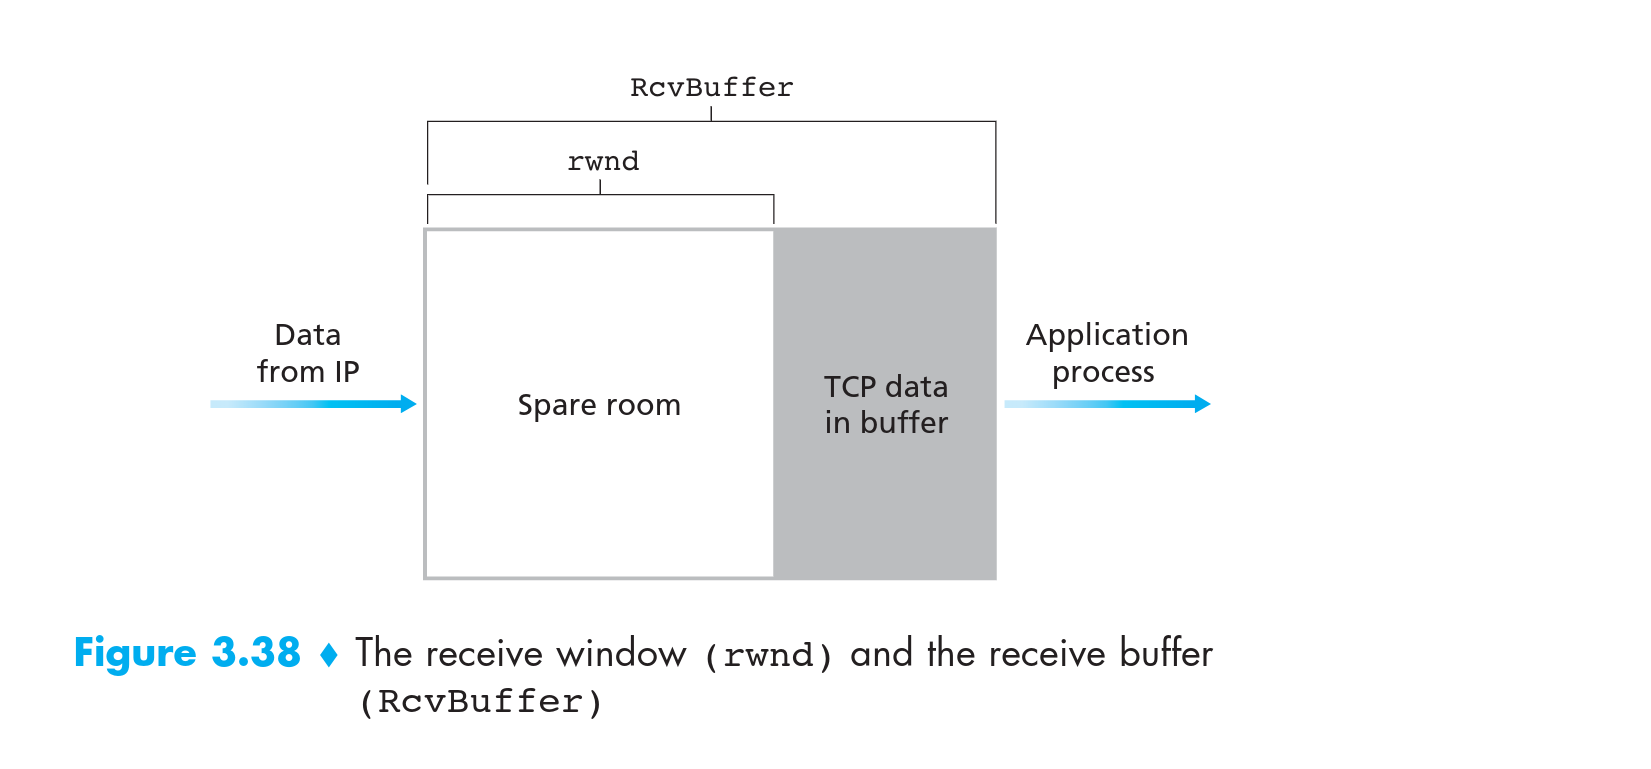 RcvBuffer
rwnd
Data
from IP
Spare room
TCP data
in buffer
Application
process
Figure 3.38 ♦ The receive window (rwnd) and the receive buffer
(RcvBuffer)